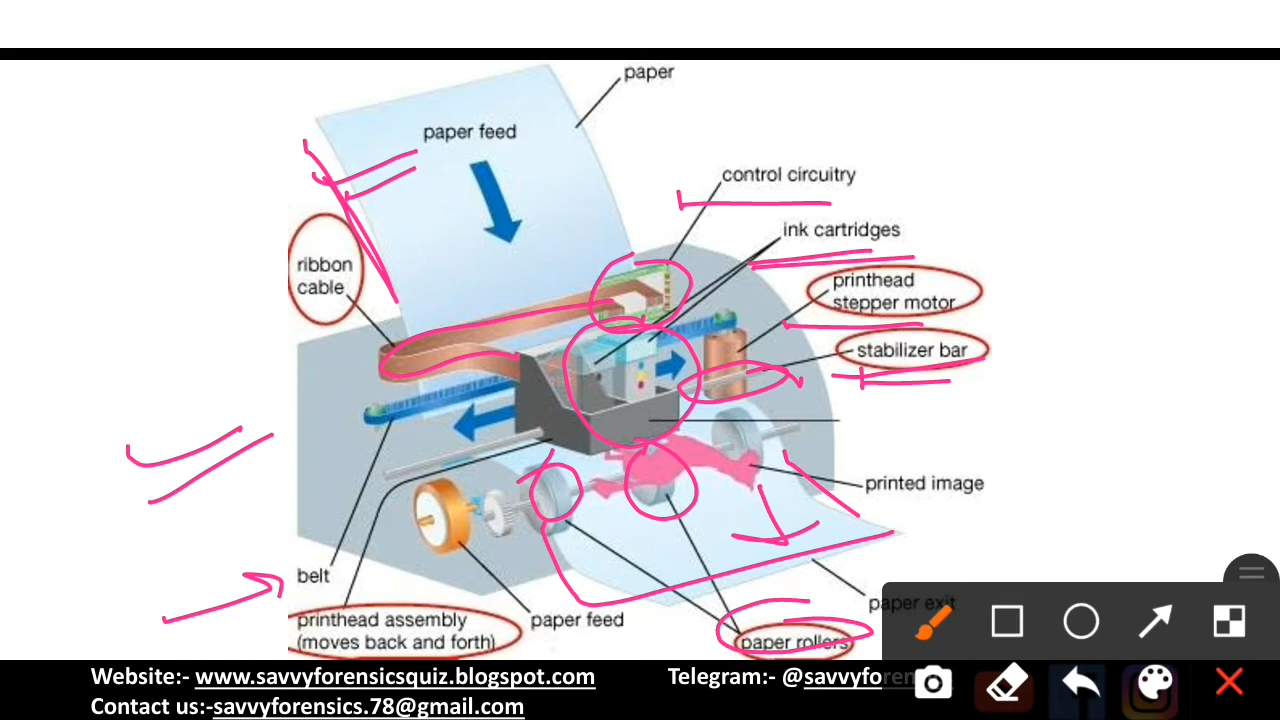 paper
paper feed
control circuitry
ink cartridges
ribbon
cable
printhead
stepper motor
stabilizer bar
printed image
belt
printhead assembly
(moves back and forth)
paper feed
paper exit
paper rollers
Website:- www.savvyforensicsquiz.blogspot.com
Telegram:- @savvyforen
Contact us:-savvyforensics.78@gmail.com